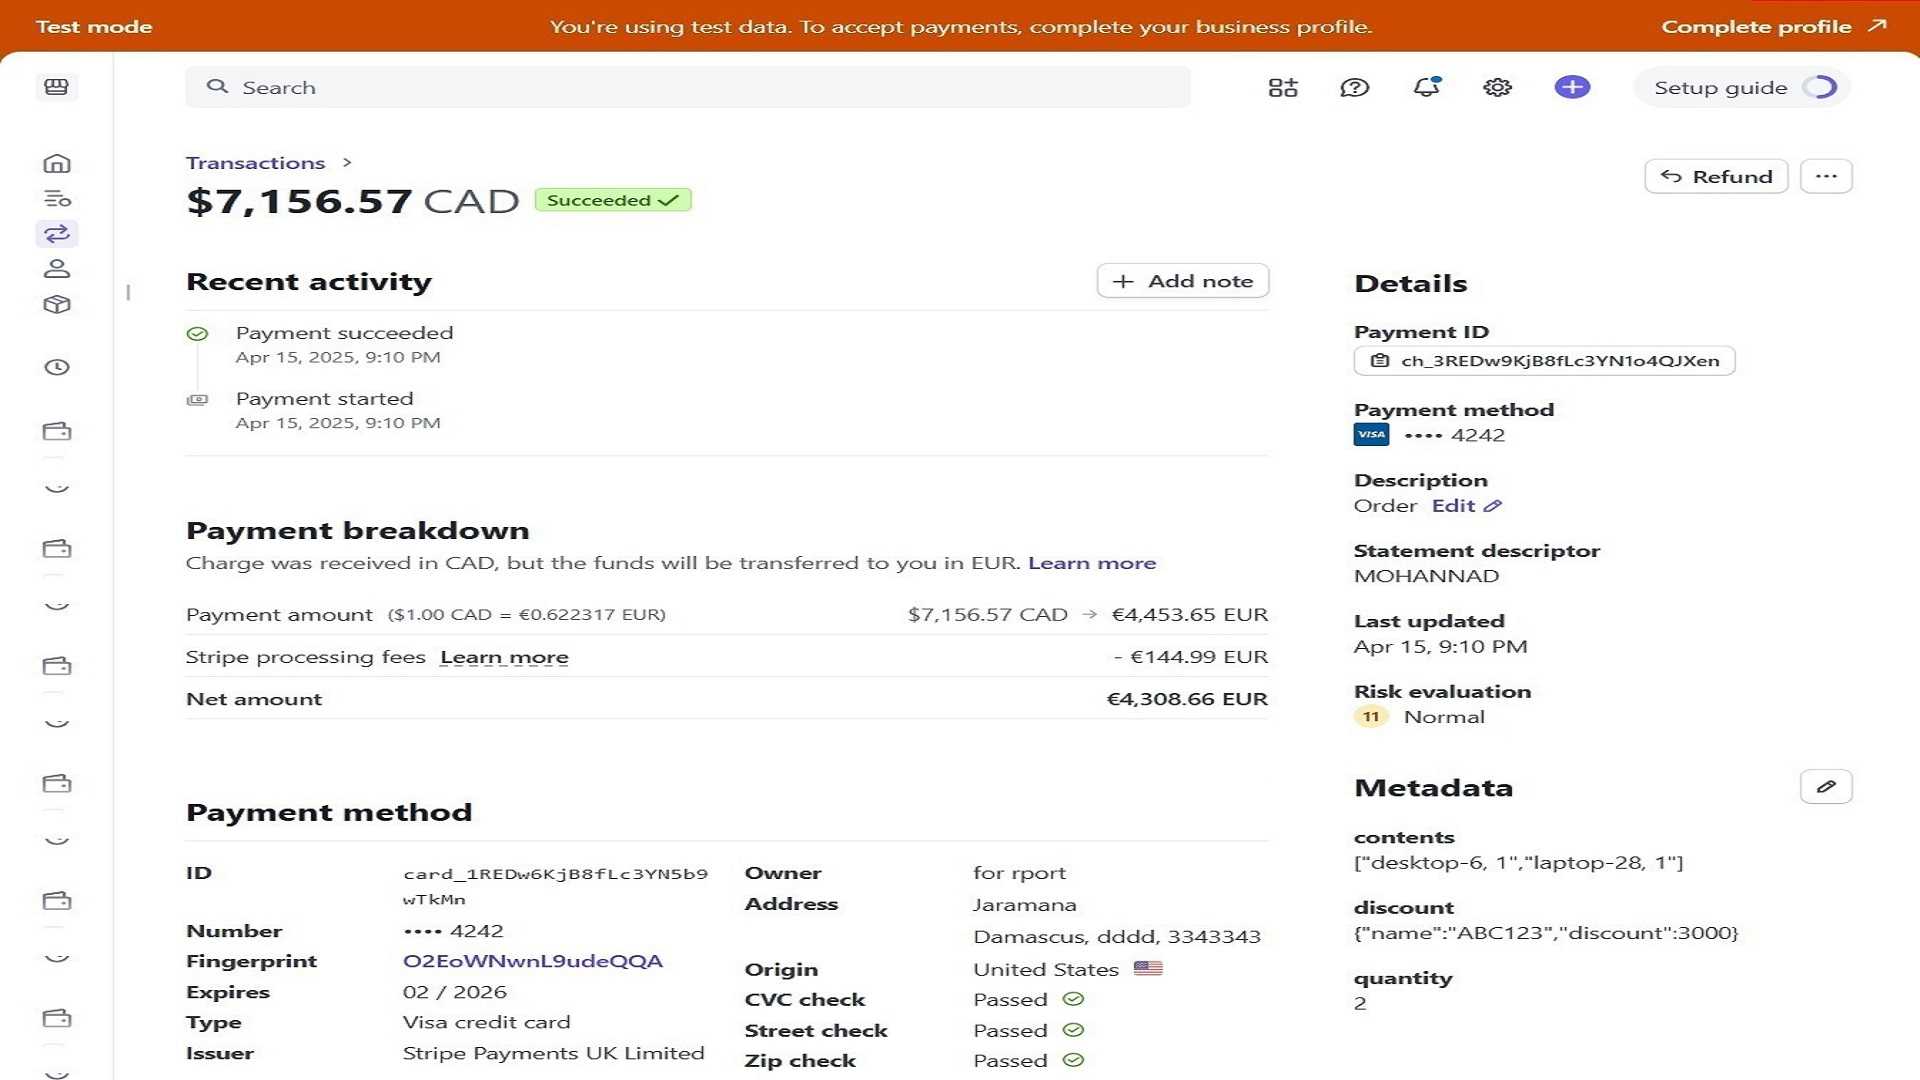 Test mode
You're using test data. To accept payments, complete your business profile.
Complete profile
Search
Setup guide
Transactions >
$7,156.57 CAD Succeeded
Refund
Recent activity
Add note
Payment succeeded
Apr 15, 2025, 9:10 PM
Payment started
Apr 15, 2025, 9:10 PM
Payment breakdown
Charge was received in CAD, but the funds will be transferred to you in EUR. Learn more
Payment amount ($1.00 CAD = €0.622317 EUR) $7,156.57 CAD → €4,453.65 EUR
Stripe processing fees Learn more - €144.99 EUR
Net amount €4,308.66 EUR
Payment method
ID card_1REDw6KjB8fLc3YN5b9
wTkMn
Number •••• 4242
Fingerprint O2EoWNwnL9udeQQA
Expires 02 / 2026
Type Visa credit card
Issuer Stripe Payments UK Limited
Owner for rport
Address Jaramana
Damascus, dddd, 3343343
Origin United States
CVC check Passed
Street check Passed
Zip check Passed
Details
Payment ID
ch_3REDw9KjB8fLc3YN1o4QJXen
Payment method
VISA •••• 4242
Description
Order Edit
Statement descriptor
MOHANNAD
Last updated
Apr 15, 9:10 PM
Risk evaluation
11 Normal
Metadata
contents
["desktop-6, 1","laptop-28, 1"]
discount
{"name":"ABC123","discount":3000}
quantity
2